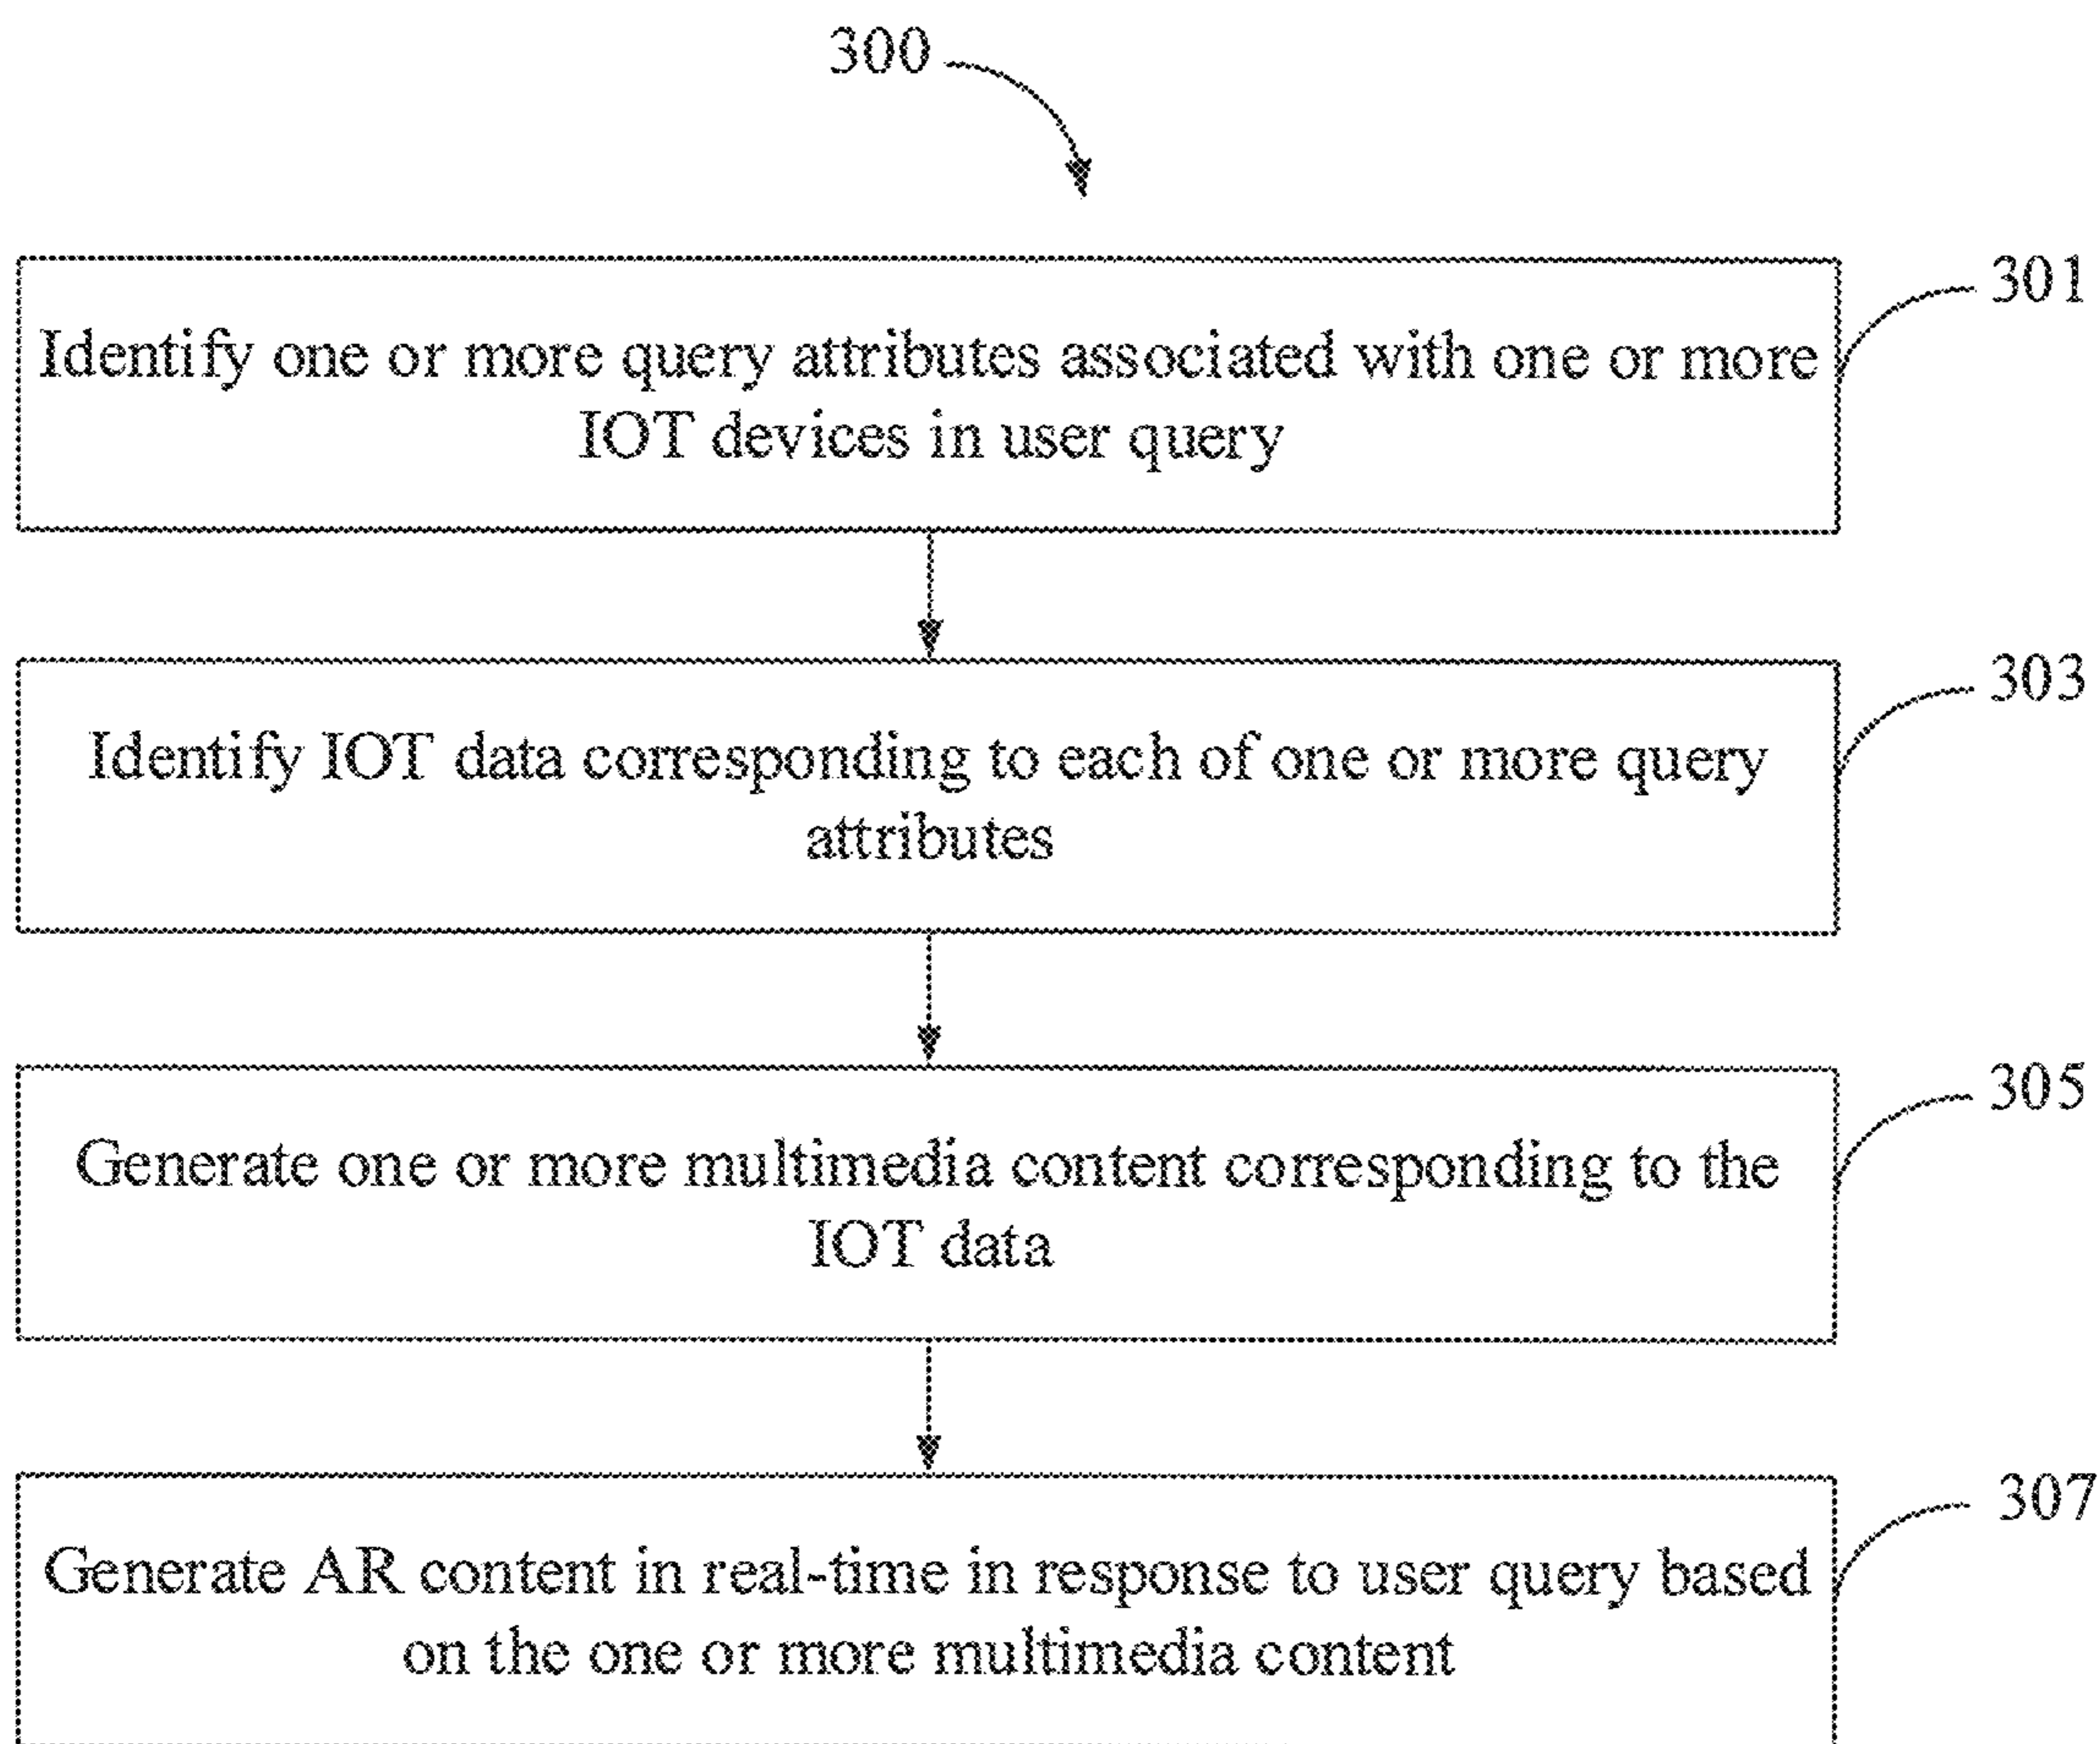 300
301
Identify one or more query attributes associated with one or more
IOT devices in user query
303
Identify IOT data corresponding to each of one or more query
attributes
305
Generate one or more multimedia content corresponding to the
IOT data
307
Generate AR content in real-time in response to user query based
on the one or more multimedia content